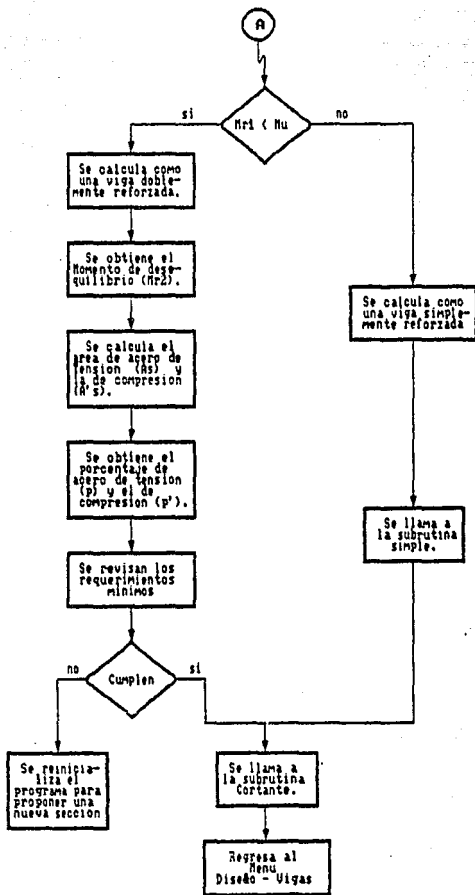 A
Mr1 < Mu
si
no
Se calcula como
una viga doble-
mente reforzada.
Se obtiene el
Momento de dese-
quilibrio (Mr2).
Se calcula el
area de acero de
Tension (As) y
la de compresion
(A's).
Se obtiene el
porcentaje de
acero de tension
(p) y el de
compresion (p').
Se revisan los
requerimientos
minimos
Se calcula como
una viga simple-
mente reforzada
Se llama a
la subrutina
simple.
no
Cumplen
si
Se reinicia-
liza el
programa para
proponer una
nueva sección
Se llama a
la subrutina
Cortante.
Regresa al
Menu
Diseño - Vigas